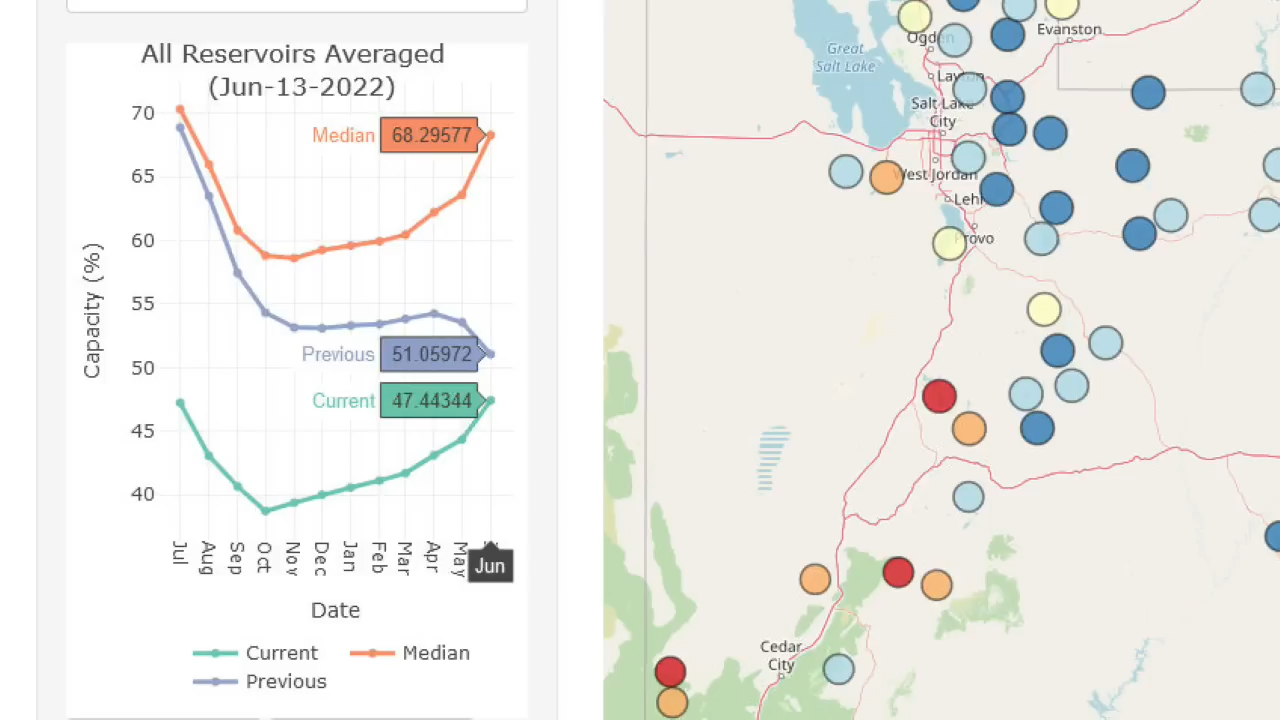 All Reservoirs Averaged
(Jun-13-2022)
Capacity (%)
70
65
60
55
50
45
40
Median 68.29577
Previous 51.05972
Current 47.44344
Jul Aug Sep Oct Nov Dec Jan Feb Mar Apr May Jun
Date
Current
Median
Previous
Great
Salt Lake
Ogden
Evanston
Layton
Salt Lake
City
West Jordan
Lehi
Provo
Cedar
City